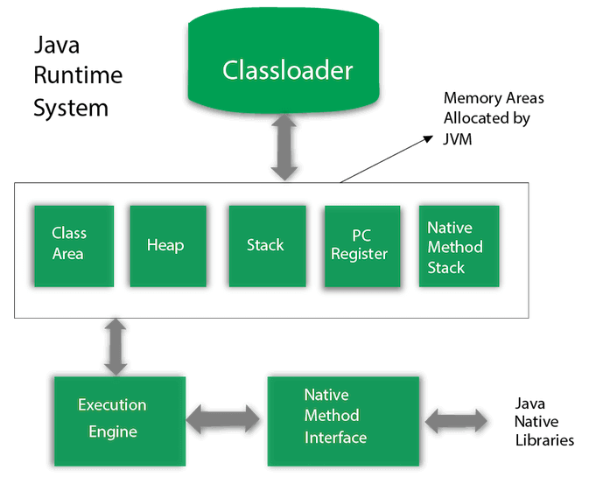 Java
Runtime
System
Classloader
Memory Areas
Allocated by
JVM
Class
Area
Heap
Stack
PC
Register
Native
Method
Stack
Execution
Engine
Native
Method
Interface
Java
Native
Libraries